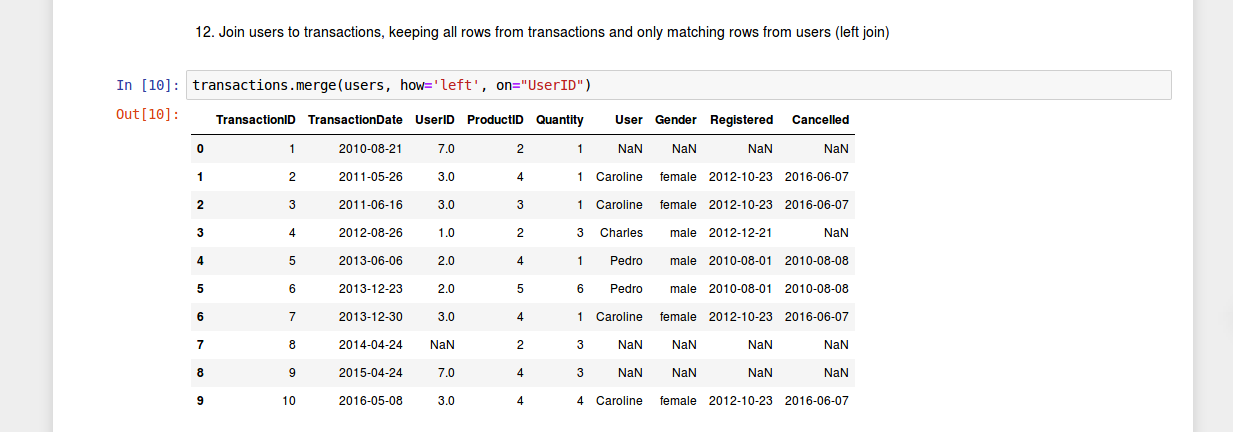 12. Join users to transactions, keeping all rows from transactions and only matching rows from users (left join)
In [10]: transactions.merge(users, how='left', on="UserID")
Out[10]:
TransactionID TransactionDate UserID ProductID Quantity User Gender Registered Cancelled
0 1 2010-08-21 7.0 2 1 NaN NaN NaN NaN
1 2 2011-05-26 3.0 4 1 Caroline female 2012-10-23 2016-06-07
2 3 2011-06-16 3.0 3 1 Caroline female 2012-10-23 2016-06-07
3 4 2012-08-26 1.0 2 3 Charles male 2012-12-21 NaN
4 5 2013-06-06 2.0 4 1 Pedro male 2010-08-01 2010-08-08
5 6 2013-12-23 2.0 5 6 Pedro male 2010-08-01 2010-08-08
6 7 2013-12-30 3.0 4 1 Caroline female 2012-10-23 2016-06-07
7 8 2014-04-24 NaN 2 3 NaN NaN NaN NaN
8 9 2015-04-24 7.0 4 3 NaN NaN NaN NaN
9 10 2016-05-08 3.0 4 4 Caroline female 2012-10-23 2016-06-07